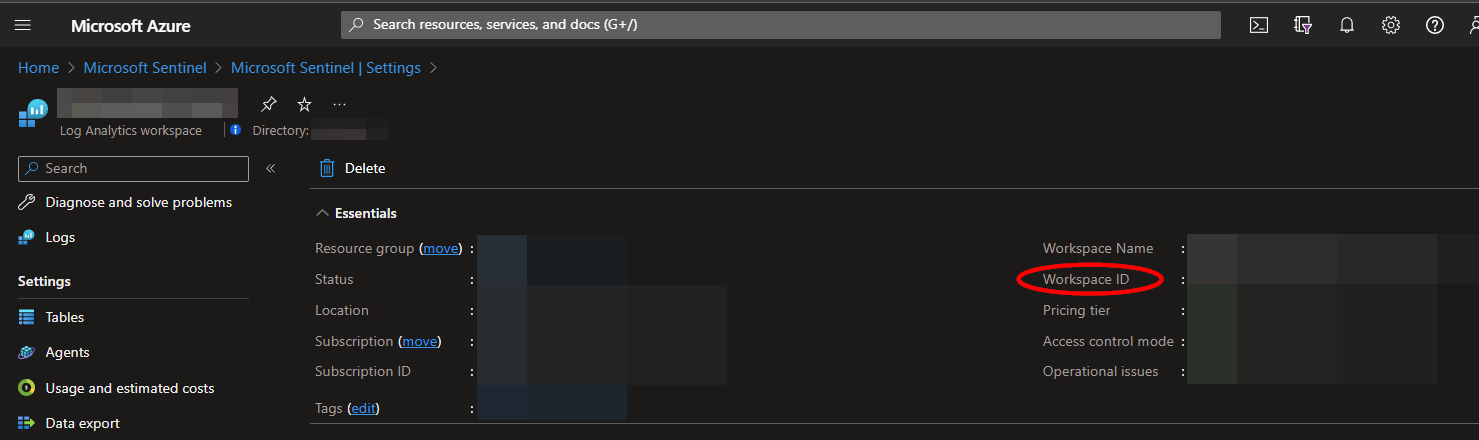 Microsoft Azure
Search resources, services, and docs (G+/)
Home > Microsoft Sentinel > Microsoft Sentinel | Settings >
...
Log Analytics workspace
Directory:
Search
«
Delete
Diagnose and solve problems
Logs
Settings
Tables
Agents
Usage and estimated costs
Data export
Essentials
Resource group (move) :
Status :
Location :
Subscription (move) :
Subscription ID :
Tags (edit) :
Workspace Name :
Workspace ID :
Pricing tier :
Access control mode :
Operational issues :